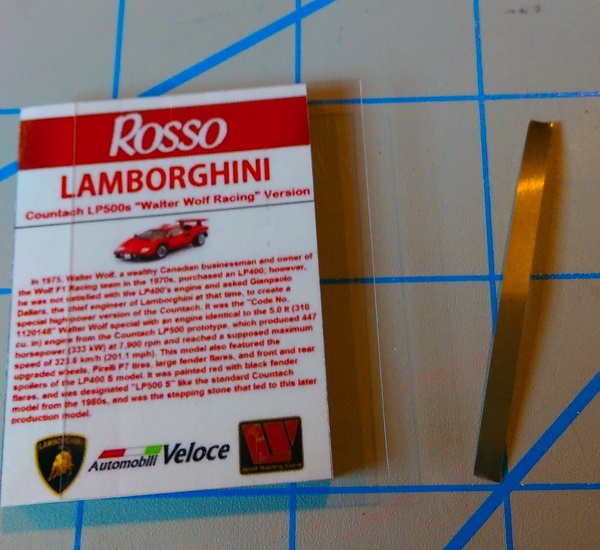 Rosso
LAMBORGHINI
Countach LP500s "Walter Wolf Racing" Version
In 1975, Walter Wolf, a wealthy Canadian businessman and owner of
the Wolf F1 Racing team in the 1970s, purchased an LP400; however,
he was not satisfied with the LP400's engine and asked Gianpaolo
Dallara, the chief engineer of Lamborghini at that time, to create a
special high-power version of the Countach. It was the "Code No.
1120148" Walter Wolf special with an engine identical to the 5.0 lt (310
cu. in) engine from the Countach LP500 prototype, which produced 447
horsepower (333 kW) at 7,900 rpm and reached a supposed maximum
speed of 323.6 km/h (201.1 mph). This model also featured the
upgraded wheels, Pirelli P7 tires, large fender flares, and front and rear
spoilers of the LP400 S model. It was painted red with black fender
flares, and was designated "LP500 S" like the standard Countach
model from the 1980s, and was the stepping stone that led to this later
production model.
LAMBORGHINI
Automobili Veloce
Wolf Racing Cars